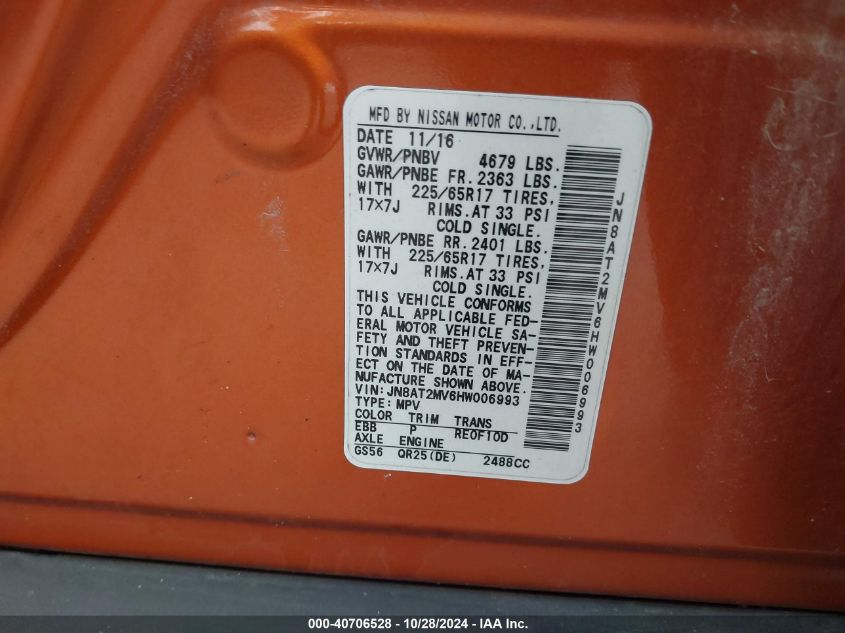 MFD BY NISSAN MOTOR CO.,LTD.
DATE 11/16
GVWR/PNBV 4679 LBS.
GAWR/PNBE FR. 2363 LBS.
WITH 225/65R17 TIRES,
17×7J RIMS.AT 33 PSI
COLD SINGLE.
GAWR/PNBE RR. 2401 LBS.
WITH 225/65R17 TIRES,
17×7J RIMS.AT 33 PSI
COLD SINGLE.
THIS VEHICLE CONFORMS
TO ALL APPLICABLE FED-
ERAL MOTOR VEHICLE SA-
FETY AND THEFT PREVEN-
TION STANDARDS IN EFF-
ECT ON THE DATE OF MA-
NUFACTURE SHOWN ABOVE.
VIN: JN8AT2MV6HW006993
TYPE: MPV
COLOR TRIM TRANS
EBB P RE0F10D
AXLE ENGINE
GS56 QR25(DE) 2488CC
JN8AT2MV6HW006993
000-40706528 - 10/28/2024 - IAA, Inc.